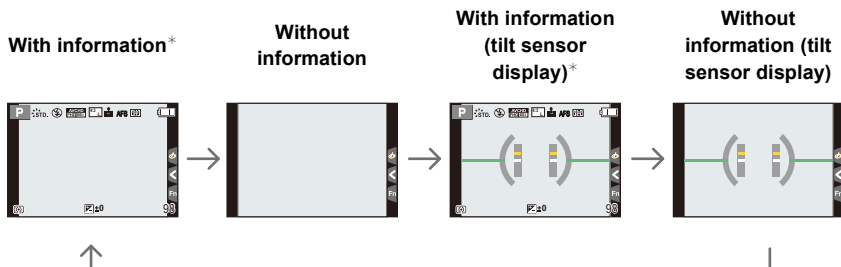 With information*
Without
information
With information
(tilt sensor
display)*
Without
information (tilt
sensor display)
P STD. AFS
Fn
±0 98
P STD. AFS
Fn
±0 98
Fn